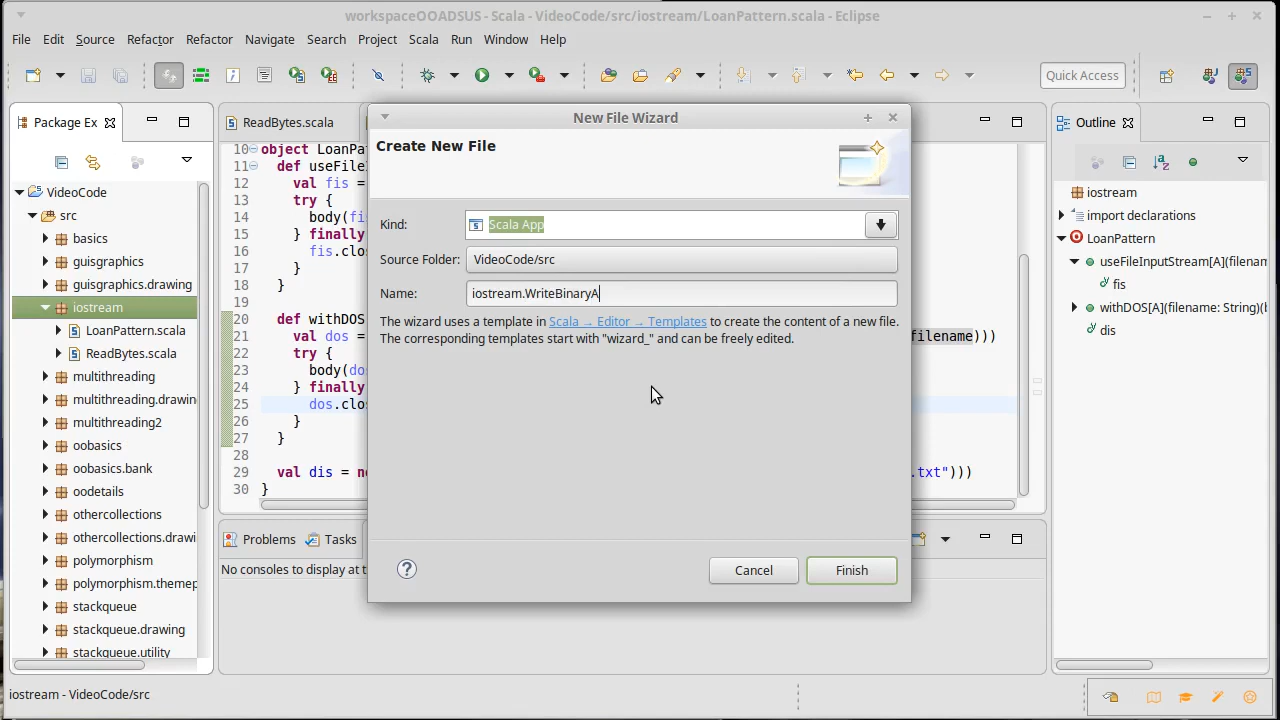 workspaceOOADSUS - Scala - VideoCode/src/iostream/LoanPattern.scala - Eclipse
File Edit Source Refactor Refactor Navigate Search Project Scala Run Window Help
Quick Access
Package Ex
VideoCode
src
basics
guisgraphics
guisgraphics.drawing
iostream
LoanPattern.scala
ReadBytes.scala
multithreading
multithreading.drawin
multithreading2
oobasics
oobasics.bank
oodetails
othercollections
othercollections.drawi
polymorphism
polymorphism.themep
stackqueue
stackqueue.drawing
stackqueue.utility
ReadBytes.scala
10 object LoanPa
11 def useFileI
12 val fis =
13 try {
14 body(fi
15 } finally
16 fis.clos
17 }
18 }
19
20 def withDOS
21 val dos = filename)))
22 try {
23 body(do
24 } finally
25 dos.clos
26 }
27 }
28
29 val dis = ne .txt")))
30 }
New File Wizard
Create New File
Kind: Scala App
Source Folder: VideoCode/src
Name: iostream.WriteBinaryA
The wizard uses a template in Scala → Editor → Templates to create the content of a new file.
The corresponding templates start with "wizard_" and can be freely edited.
? Cancel Finish
Problems Tasks
No consoles to display at t
Outline
iostream
import declarations
LoanPattern
useFileInputStream[A](filenam
fis
withDOS[A](filename: String)(b
dis
iostream - VideoCode/src